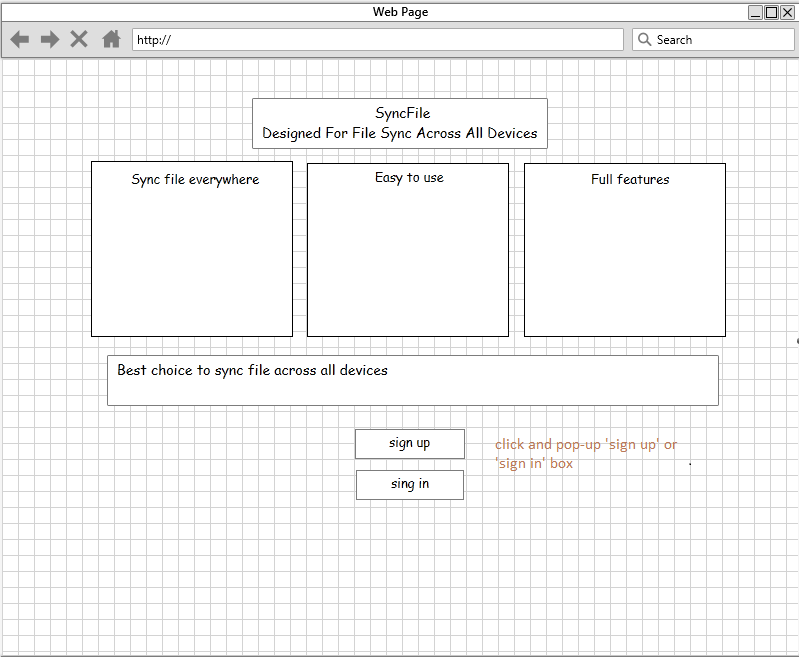 Web Page
http://
Search
SyncFile
Designed For File Sync Across All Devices
Sync file everywhere
Easy to use
Full features
Best choice to sync file across all devices
sign up
click and pop-up 'sign up' or
'sign in' box
sing in